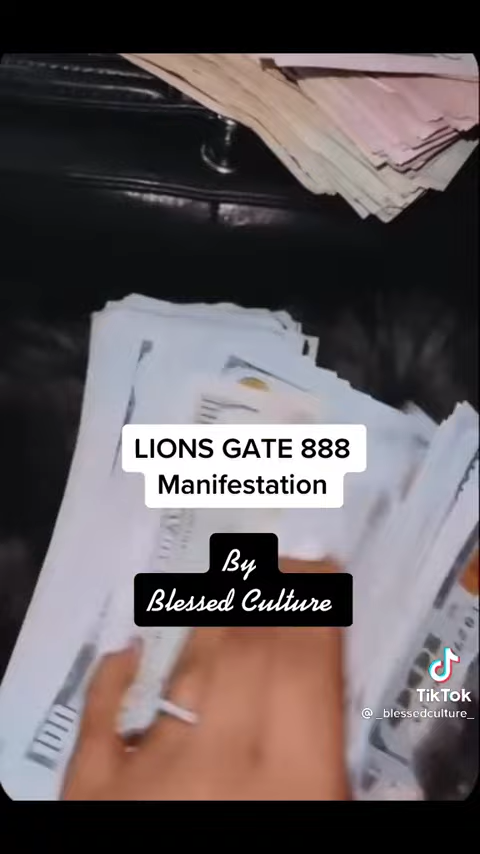 LIONS GATE 888
Manifestation
By
Blessed Culture
TikTok
@_blessedculture_